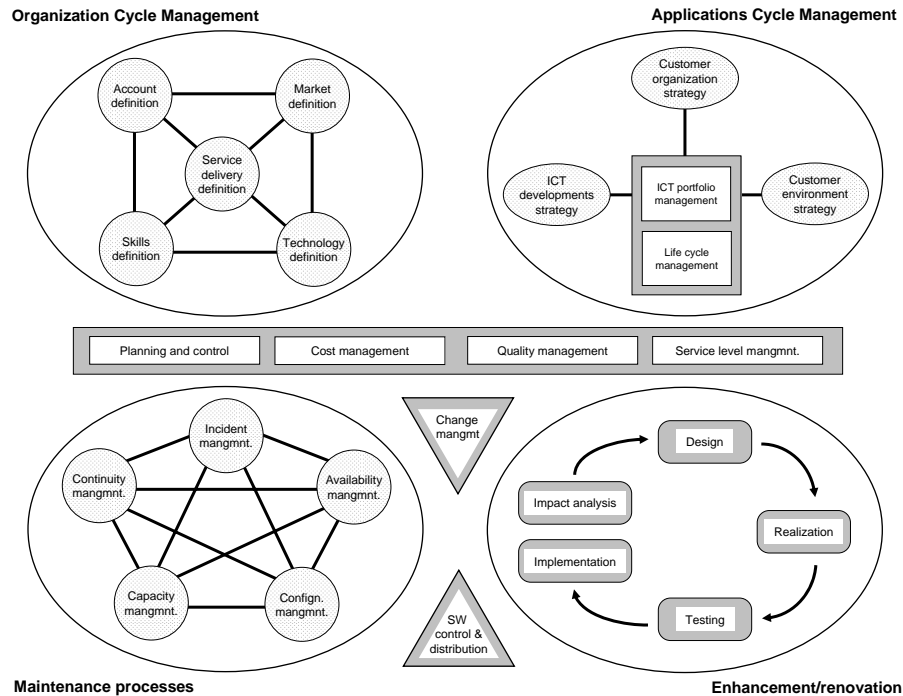 Organization Cycle Management
Applications Cycle Management
Account
definition
Market
definition
Service
delivery
definition
Skills
definition
Technology
definition
Customer
organization
strategy
ICT
developments
strategy
ICT portfolio
management
Customer
environment
strategy
Life cycle
management
Planning and control
Cost management
Quality management
Service level mangmnt.
Incident
mangmnt.
Continuity
mangmnt.
Availability
mangmnt.
Capacity
mangmnt.
Confign.
mangmnt.
Change
mangmt
SW
control &
distribution
Design
Impact analysis
Realization
Implementation
Testing
Maintenance processes
Enhancement/renovation